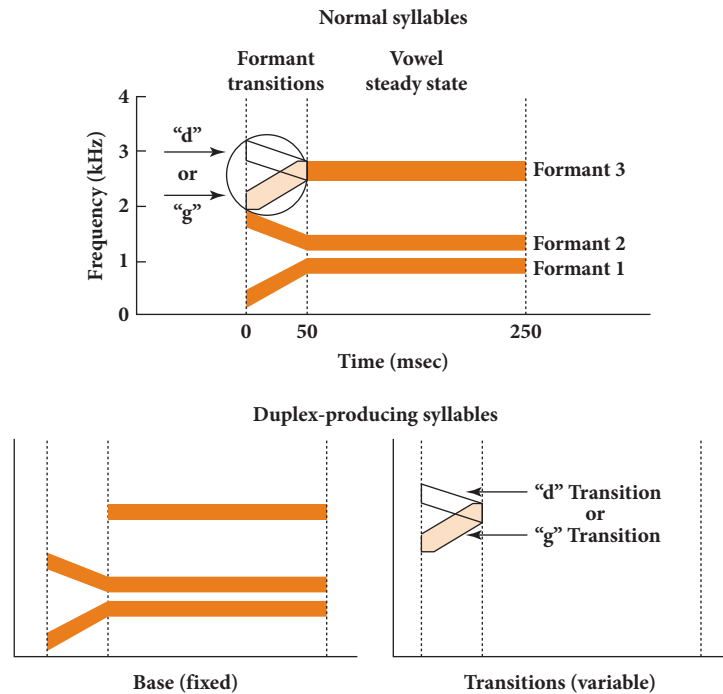 Normal syllables
Formant
transitions
Vowel
steady state
Frequency (kHz)
4
3
2
1
0
“d”
or
“g”
Formant 3
Formant 2
Formant 1
0
50
250
Time (msec)
Duplex-producing syllables
“d” Transition
or
“g” Transition
Base (fixed)
Transitions (variable)